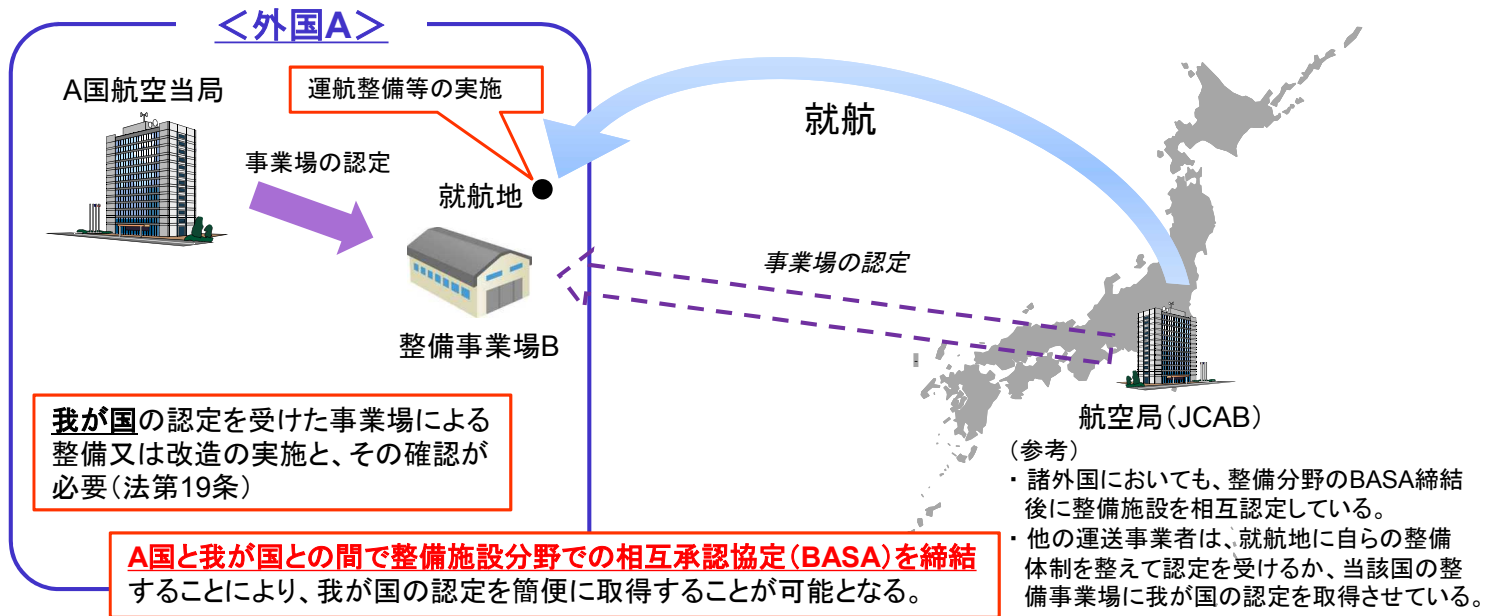 ＜外国A＞
A国航空当局
運航整備等の実施
就航
事業場の認定
就航地
事業場の認定
整備事業場B
航空局（JCAB）
我が国の認定を受けた事業場による
整備又は改造の実施と、その確認が
必要（法第19条）
A国と我が国との間で整備施設分野での相互承認協定（BASA）を締結
することにより、我が国の認定を簡便に取得することが可能となる。
（参考）
・ 諸外国においても、整備分野のBASA締結
後に整備施設を相互認定している。
・ 他の運送事業者は、就航地に自らの整備
体制を整えて認定を受けるか、当該国の整
備事業場に我が国の認定を取得させている。